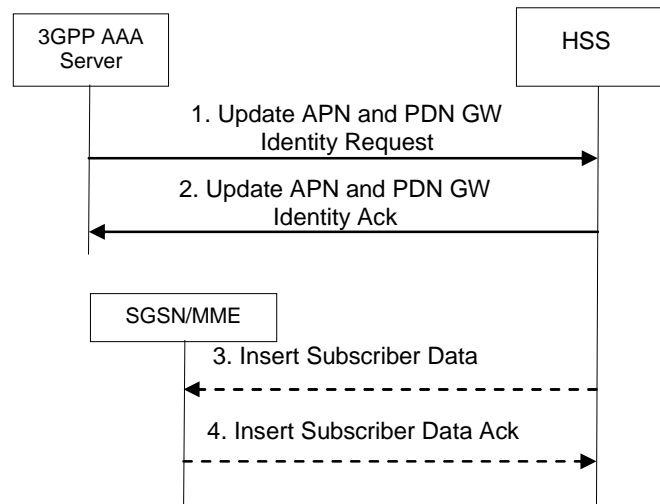 3GPP AAA
Server
HSS
1. Update APN and PDN GW
Identity Request
2. Update APN and PDN GW
Identity Ack
SGSN/MME
3. Insert Subscriber Data
4. Insert Subscriber Data Ack